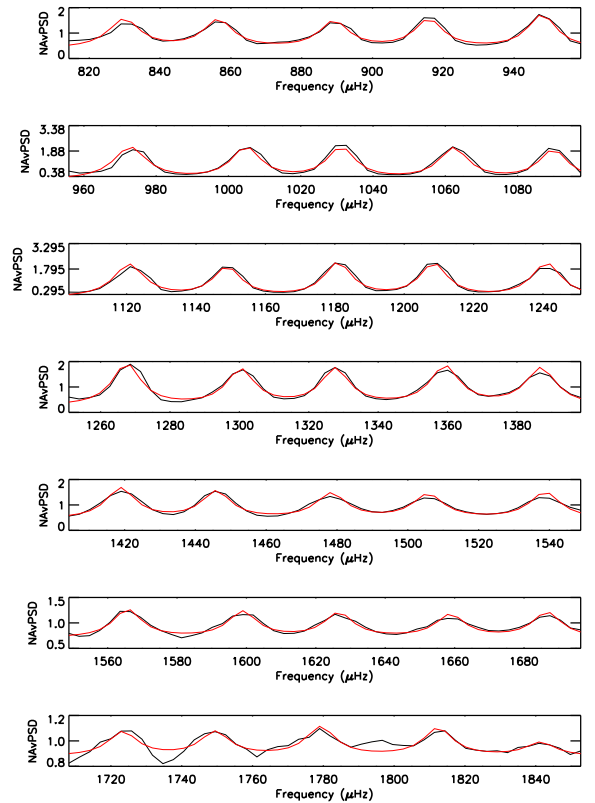 2
1
0
NAvPSD
820 840 860 880 900 920 940
Frequency (μHz)
3.38
1.88
0.38
NAvPSD
960 980 1000 1020 1040 1060 1080
Frequency (μHz)
3.295
1.795
0.295
NAvPSD
1120 1140 1160 1180 1200 1220 1240
Frequency (μHz)
2
1
0
NAvPSD
1260 1280 1300 1320 1340 1360 1380
Frequency (μHz)
2
1
0
NAvPSD
1420 1440 1460 1480 1500 1520 1540
Frequency (μHz)
1.5
1.0
0.5
NAvPSD
1560 1580 1600 1620 1640 1660 1680
Frequency (μHz)
1.2
1.0
0.8
NAvPSD
1720 1740 1760 1780 1800 1820 1840
Frequency (μHz)